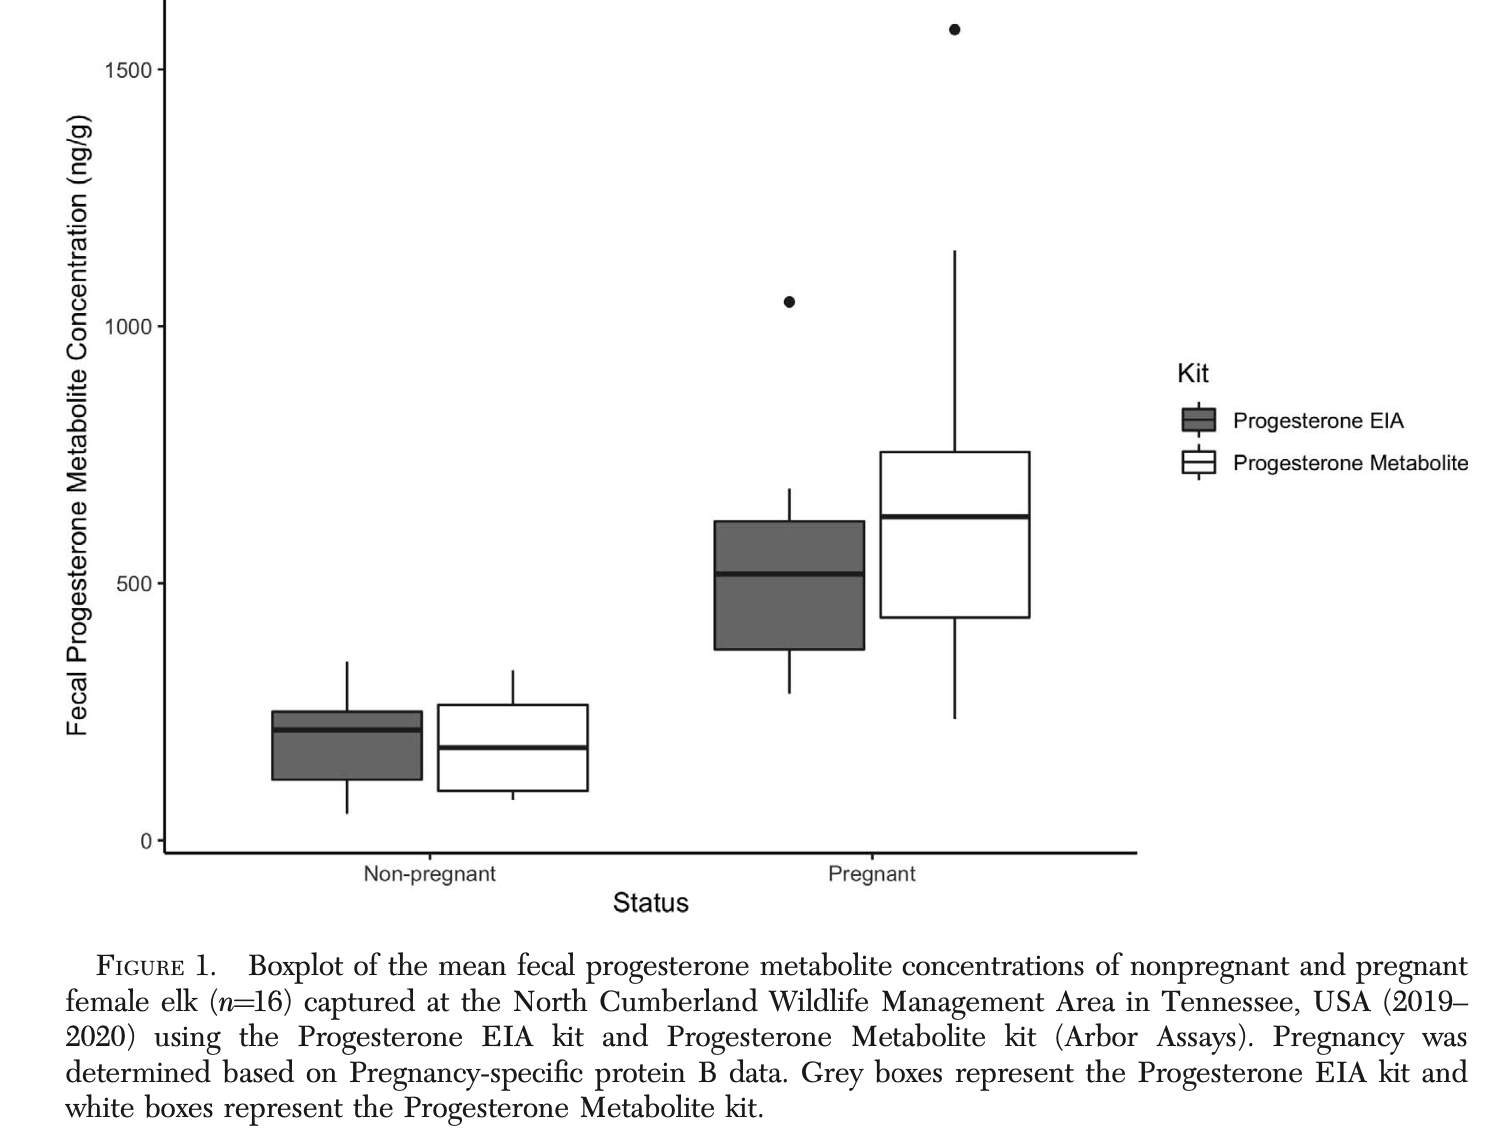 1500
1000
500
0
Fecal Progesterone Metabolite Concentration (ng/g)
Non-pregnant
Pregnant
Status
Kit
Progesterone EIA
Progesterone Metabolite
FIGURE 1. Boxplot of the mean fecal progesterone metabolite concentrations of nonpregnant and pregnant
female elk (n=16) captured at the North Cumberland Wildlife Management Area in Tennessee, USA (2019–
2020) using the Progesterone EIA kit and Progesterone Metabolite kit (Arbor Assays). Pregnancy was
determined based on Pregnancy-specific protein B data. Grey boxes represent the Progesterone EIA kit and
white boxes represent the Progesterone Metabolite kit.